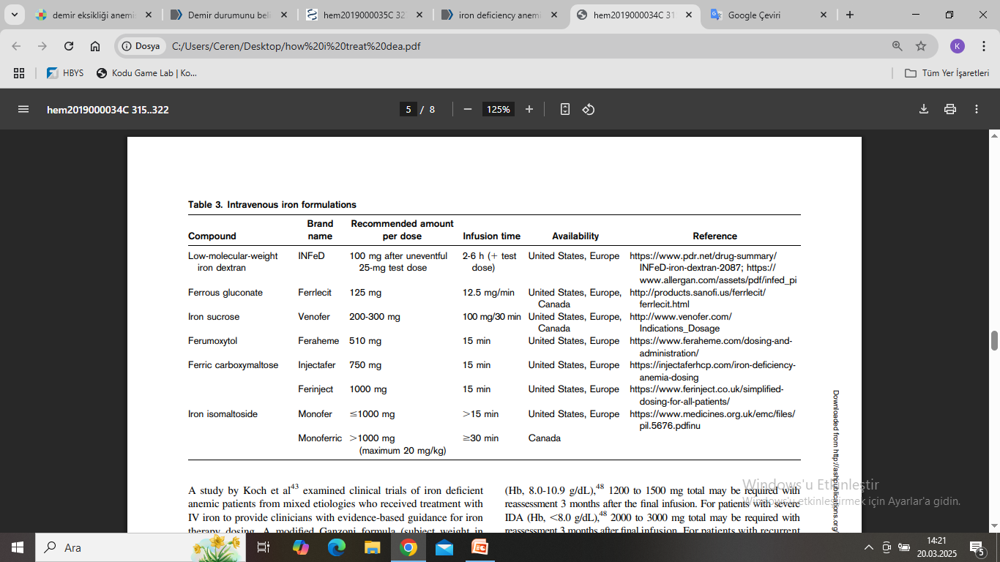 demir eksikliği anemis
Demir durumunu beli
hem2019000035C 32
iron deficiency anemi
hem2019000034C 31
Google Çeviri
Dosya
C:/Users/Ceren/Desktop/how%20i%20treat%20dea.pdf
K
HBYS
Kodu Game Lab | Ko...
Tüm Yer İşaretleri
hem2019000034C 315..322
5 / 8
125%
Table 3. Intravenous iron formulations
Compound Brand name Recommended amount per dose Infusion time Availability Reference
Low-molecular-weight INFeD 100 mg after uneventful 2-6 h (+ test United States, Europe https://www.pdr.net/drug-summary/
iron dextran 25-mg test dose dose) INFeD-iron-dextran-2087; https://
www.allergan.com/assets/pdf/infed_pi
Ferrous gluconate Ferrlecit 125 mg 12.5 mg/min United States, Europe, http://products.sanofi.us/ferrlecit/
Canada ferrlecit.html
Iron sucrose Venofer 200-300 mg 100 mg/30 min United States, Europe, http://www.venofer.com/
Canada Indications_Dosage
Ferumoxytol Feraheme 510 mg 15 min United States, Europe https://www.feraheme.com/dosing-and-
administration/
Ferric carboxymaltose Injectafer 750 mg 15 min United States, Europe https://injectaferhcp.com/iron-deficiency-
anemia-dosing
Ferinject 1000 mg 15 min United States, Europe https://www.ferinject.co.uk/simplified-
dosing-for-all-patients/
Iron isomaltoside Monofer ≤1000 mg >15 min United States, Europe https://www.medicines.org.uk/emc/files/
pil.5676.pdfinu
Monoferric >1000 mg ≥30 min Canada
(maximum 20 mg/kg)
A study by Koch et al43 examined clinical trials of iron deficient
anemic patients from mixed etiologies who received treatment with
IV iron to provide clinicians with evidence-based guidance for iron
therapy dosing. A modified Ganzoni formula (subject weight in
(Hb, 8.0-10.9 g/dL),48 1200 to 1500 mg total may be required with
reassessment 3 months after the final infusion. For patients with severe
IDA (Hb, <8.0 g/dL),48 2000 to 3000 mg total may be required with
reassessment 3 months after final infusion. For patients with recurrent
Downloaded from http://ashpublications.org/
Windows'u Etkinleştir
Windows'u etkinleştirmek için Ayarlar'a gidin.
Ara
14:21
20.03.2025
5